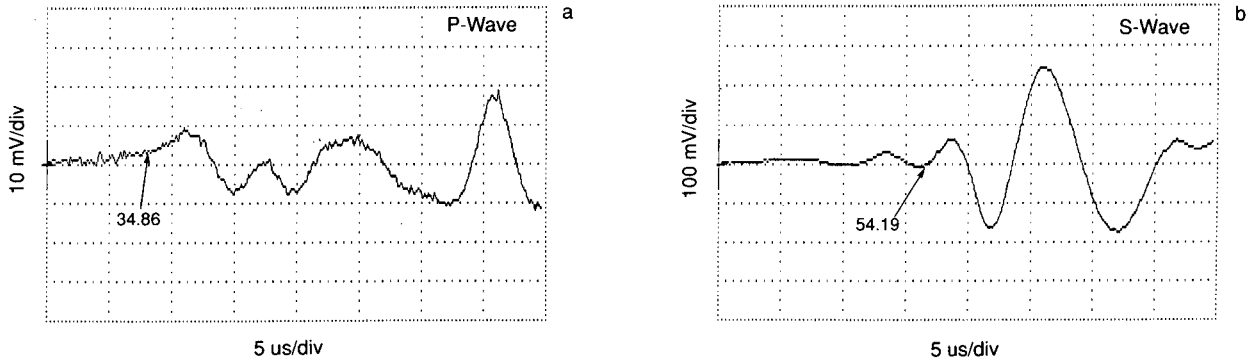 a
P-Wave
10 mV/div
34.86
5 us/div
b
S-Wave
100 mV/div
54.19
5 us/div